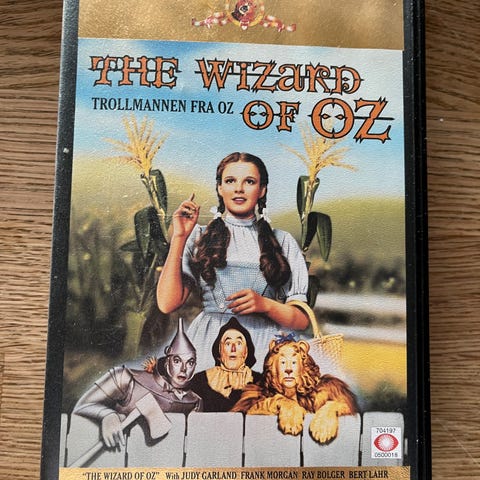 THE WIZARD
TROLLMANNEN FRA OZ
OF OZ
704197
0500016
"THE WIZARD OF OZ" With JUDY GARLAND FRANK MORGAN RAY BOLGER BERT LAHR